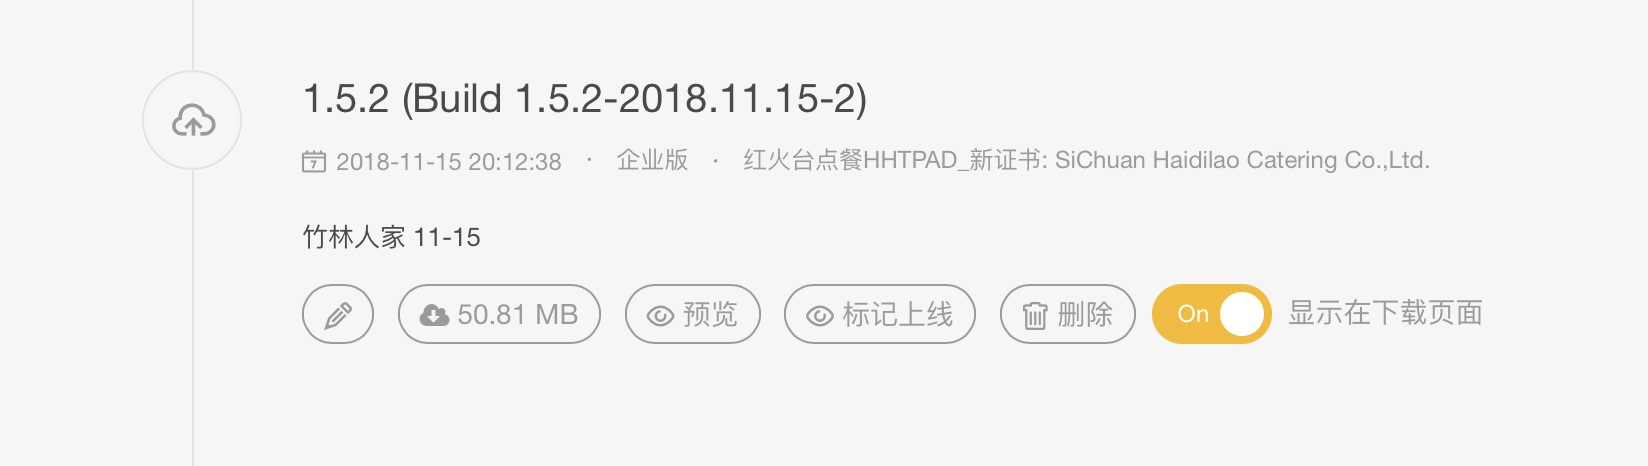 1.5.2 (Build 1.5.2-2018.11.15-2)
2018-11-15 20:12:38 · 企业版 · 红火台点餐HHTPAD_新证书: SiChuan Haidilao Catering Co.,Ltd.
竹林人家 11-15
50.81 MB 预览 标记上线 删除 On 显示在下载页面